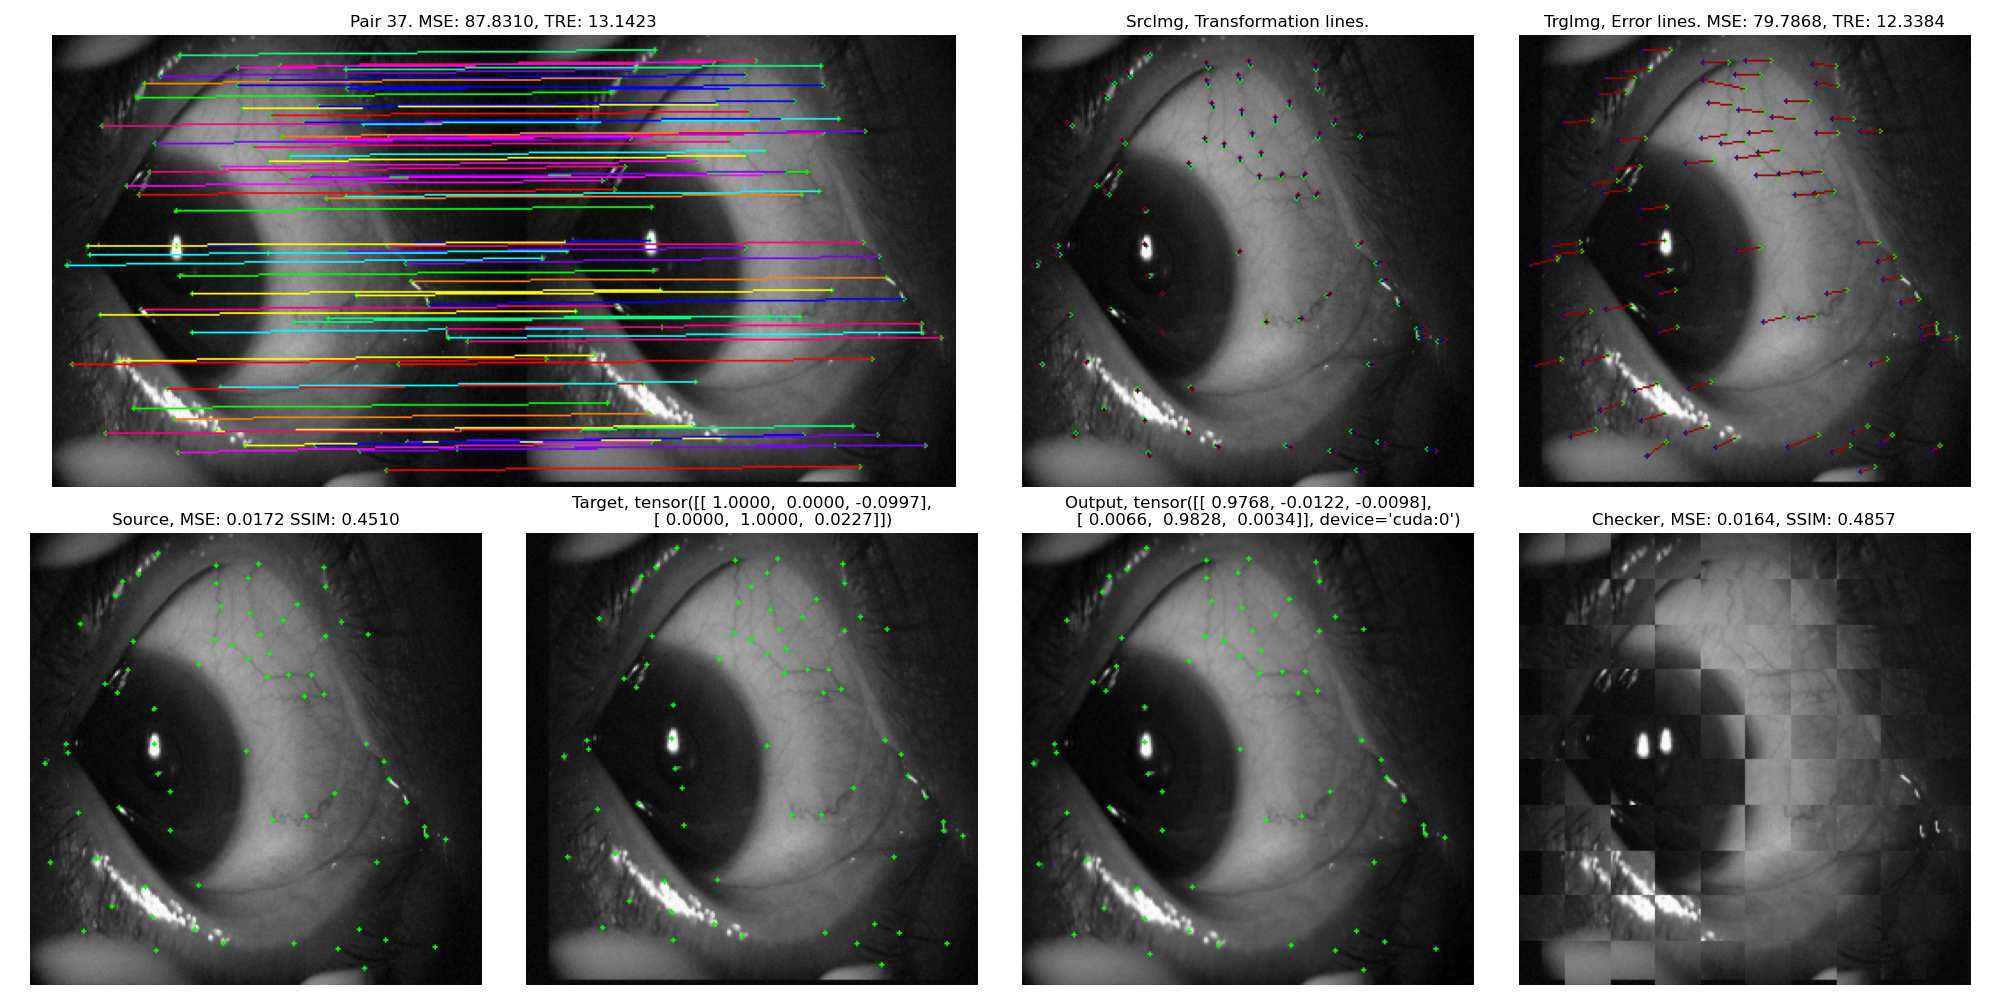 Pair 37. MSE: 87.8310, TRE: 13.1423
SrcImg, Transformation lines.
TrgImg, Error lines. MSE: 79.7868, TRE: 12.3384
Source, MSE: 0.0172 SSIM: 0.4510
Target, tensor([[ 1.0000,  0.0000, -0.0997],
[ 0.0000,  1.0000,  0.0227]])
Output, tensor([[ 0.9768, -0.0122, -0.0098],
[ 0.0066,  0.9828,  0.0034]], device='cuda:0')
Checker, MSE: 0.0164, SSIM: 0.4857